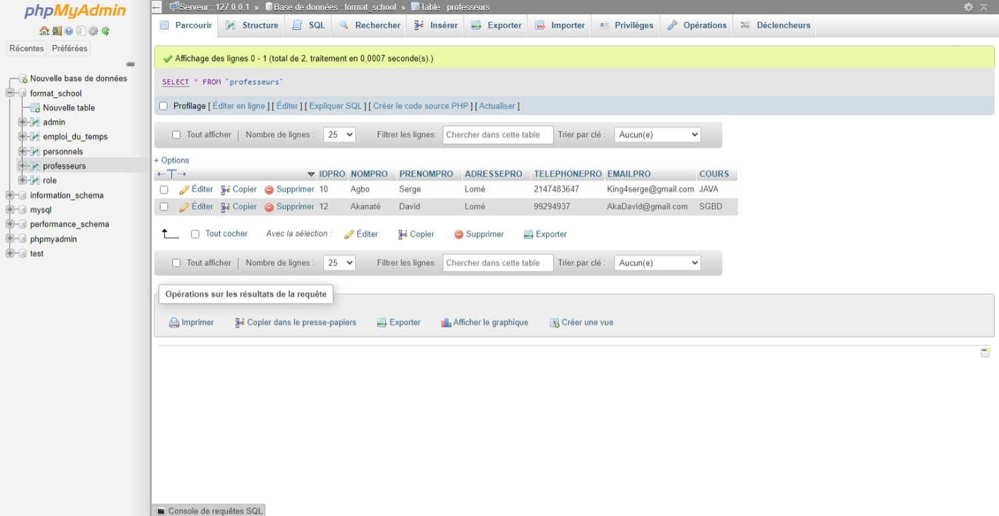 phpMyAdmin
Récentes Préférées
Nouvelle base de données
format_school
Nouvelle table
admin
emploi_du_temps
personnels
professeurs
role
information_schema
mysql
performance_schema
phpmyadmin
test
Serveur : 127.0.0.1 » Base de données : format_school » Table : professeurs
Parcourir Structure SQL Rechercher Insérer Exporter Importer Privilèges Opérations Déclencheurs
Affichage des lignes 0 - 1 (total de 2, traitement en 0,0007 seconde(s).)
SELECT * FROM `professeurs`
Profilage [ Éditer en ligne ] [ Éditer ] [ Expliquer SQL ] [ Créer le code source PHP ] [ Actualiser ]
Tout afficher | Nombre de lignes : 25 Filtrer les lignes: Chercher dans cette table Trier par clé : Aucun(e)
+ Options
←T→ IDPRO NOMPRO PRENOMPRO ADRESSEPRO TELEPHONEPRO EMAILPRO COURS
Éditer Copier Supprimer 10 Agbo Serge Lomé 2147483647 King4serge@gmail.com JAVA
Éditer Copier Supprimer 12 Akanaté David Lomé 99294937 AkaDavid@gmail.com SGBD
Tout cocher Avec la sélection : Éditer Copier Supprimer Exporter
Tout afficher | Nombre de lignes : 25 Filtrer les lignes: Chercher dans cette table Trier par clé : Aucun(e)
Opérations sur les résultats de la requête
Imprimer Copier dans le presse-papiers Exporter Afficher le graphique Créer une vue
Console de requêtes SQL